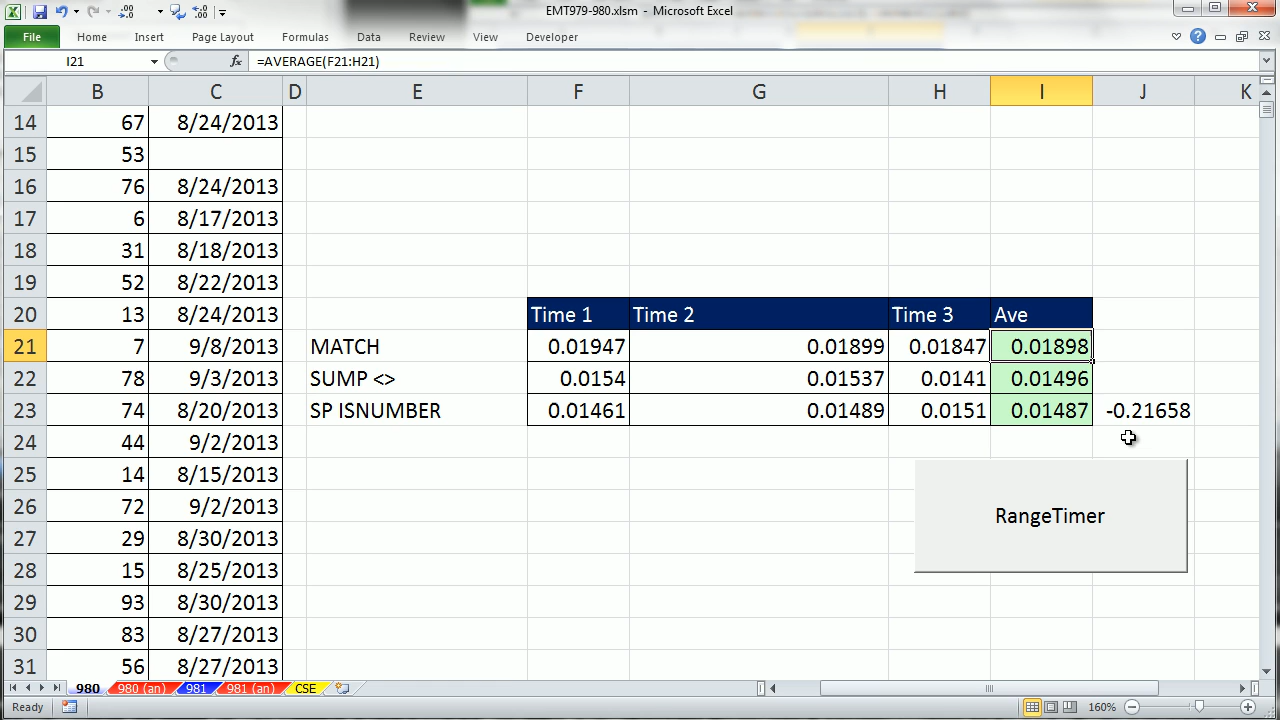 EMT979-980.xlsm - Microsoft Excel
File Home Insert Page Layout Formulas Data Review View Developer
I21 fx =AVERAGE(F21:H21)
B C D E F G H I J K
14 67 8/24/2013
15 53
16 76 8/24/2013
17 6 8/17/2013
18 31 8/18/2013
19 52 8/22/2013
20 13 8/24/2013 Time 1 Time 2 Time 3 Ave
21 7 9/8/2013 MATCH 0.01947 0.01899 0.01847 0.01898
22 78 9/3/2013 SUMP <> 0.0154 0.01537 0.0141 0.01496
23 74 8/20/2013 SP ISNUMBER 0.01461 0.01489 0.0151 0.01487 -0.21658
24 44 9/2/2013
25 14 8/15/2013
26 72 9/2/2013
27 29 8/30/2013
RangeTimer
28 15 8/25/2013
29 93 8/30/2013
30 83 8/27/2013
31 56 8/27/2013
980 980 (an) 981 981 (an) CSE
Ready 160%